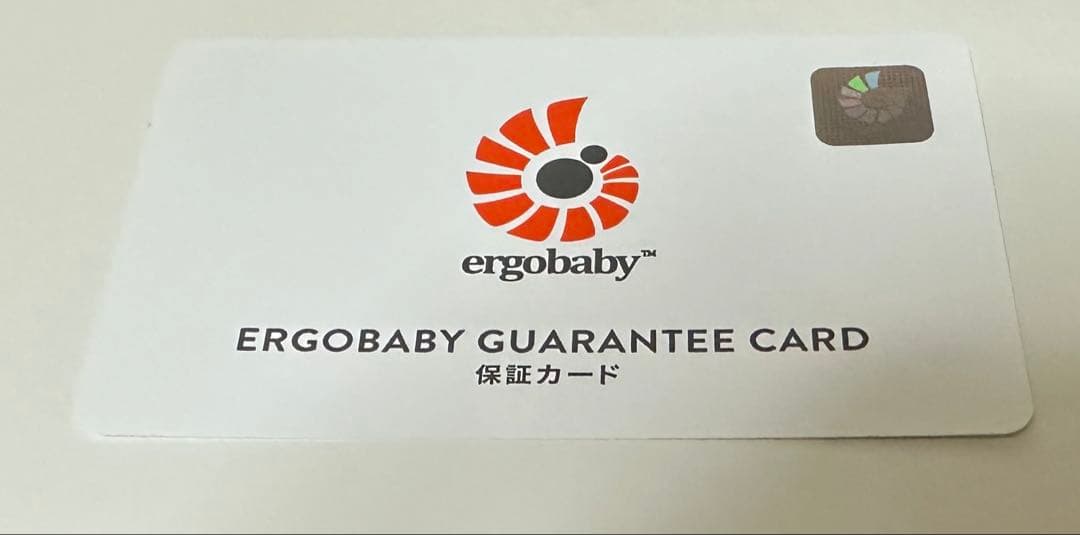 ergobaby™
ERGOBABY GUARANTEE CARD
保証カード